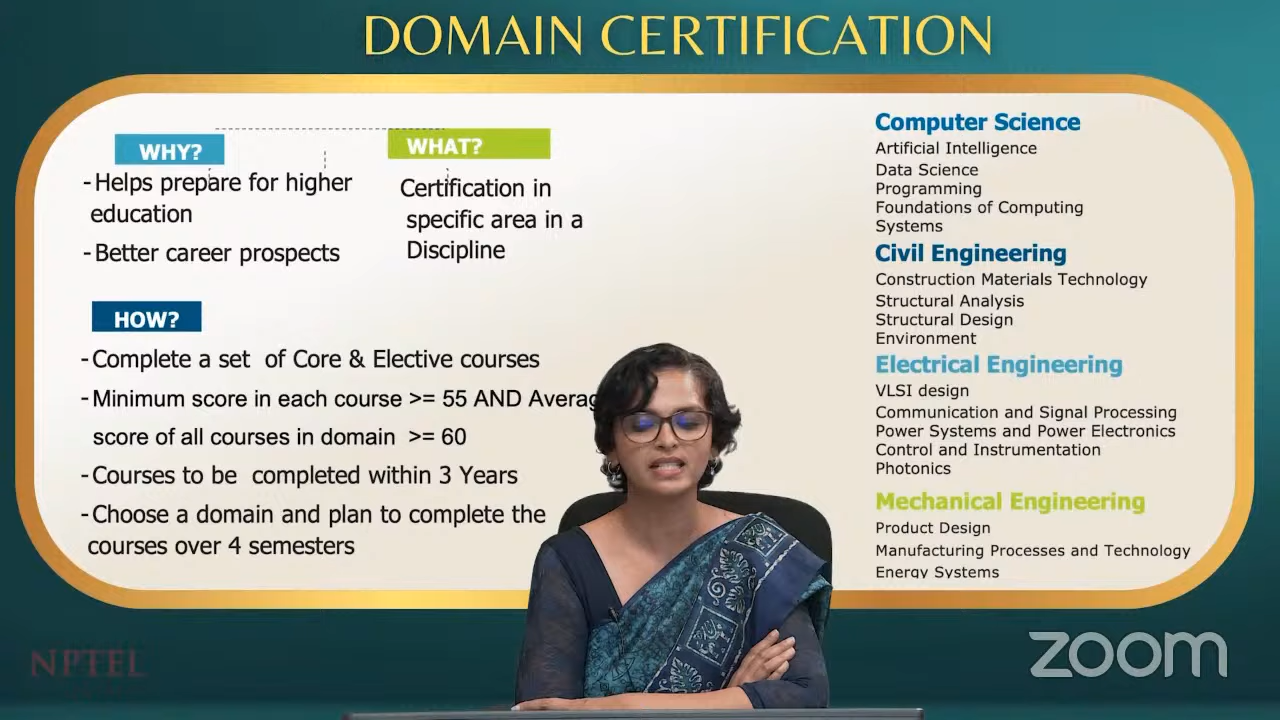 DOMAIN CERTIFICATION
WHY?
-Helps prepare for higher
education
-Better career prospects
WHAT?
Certification in
specific area in a
Discipline
HOW?
-Complete a set of Core & Elective courses
-Minimum score in each course >= 55 AND Averag
score of all courses in domain >= 60
-Courses to be completed within 3 Years
-Choose a domain and plan to complete the
courses over 4 semesters
Computer Science
Artificial Intelligence
Data Science
Programming
Foundations of Computing
Systems
Civil Engineering
Construction Materials Technology
Structural Analysis
Structural Design
Environment
Electrical Engineering
VLSI design
Communication and Signal Processing
Power Systems and Power Electronics
Control and Instrumentation
Photonics
Mechanical Engineering
Product Design
Manufacturing Processes and Technology
Energy Systems
NPTEL
zoom